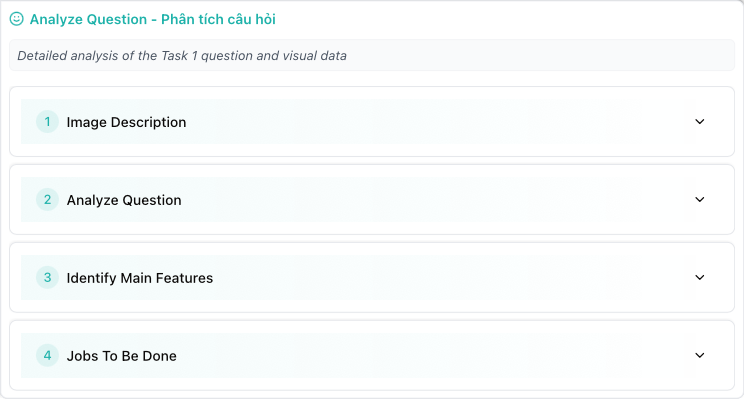 Analyze Question - Phân tích câu hỏi
Detailed analysis of the Task 1 question and visual data
1 Image Description
2 Analyze Question
3 Identify Main Features
4 Jobs To Be Done